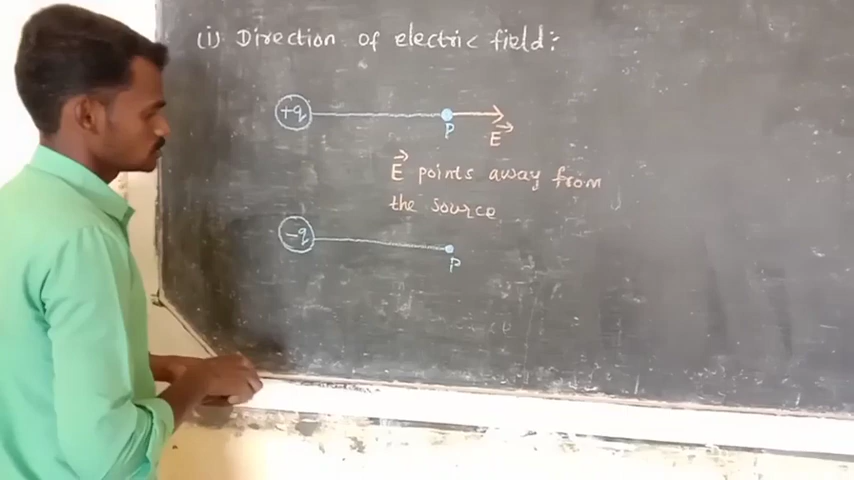 (i) Direction of electric field:
+q
P
E⃗
E⃗ points away from
the source
-q
P